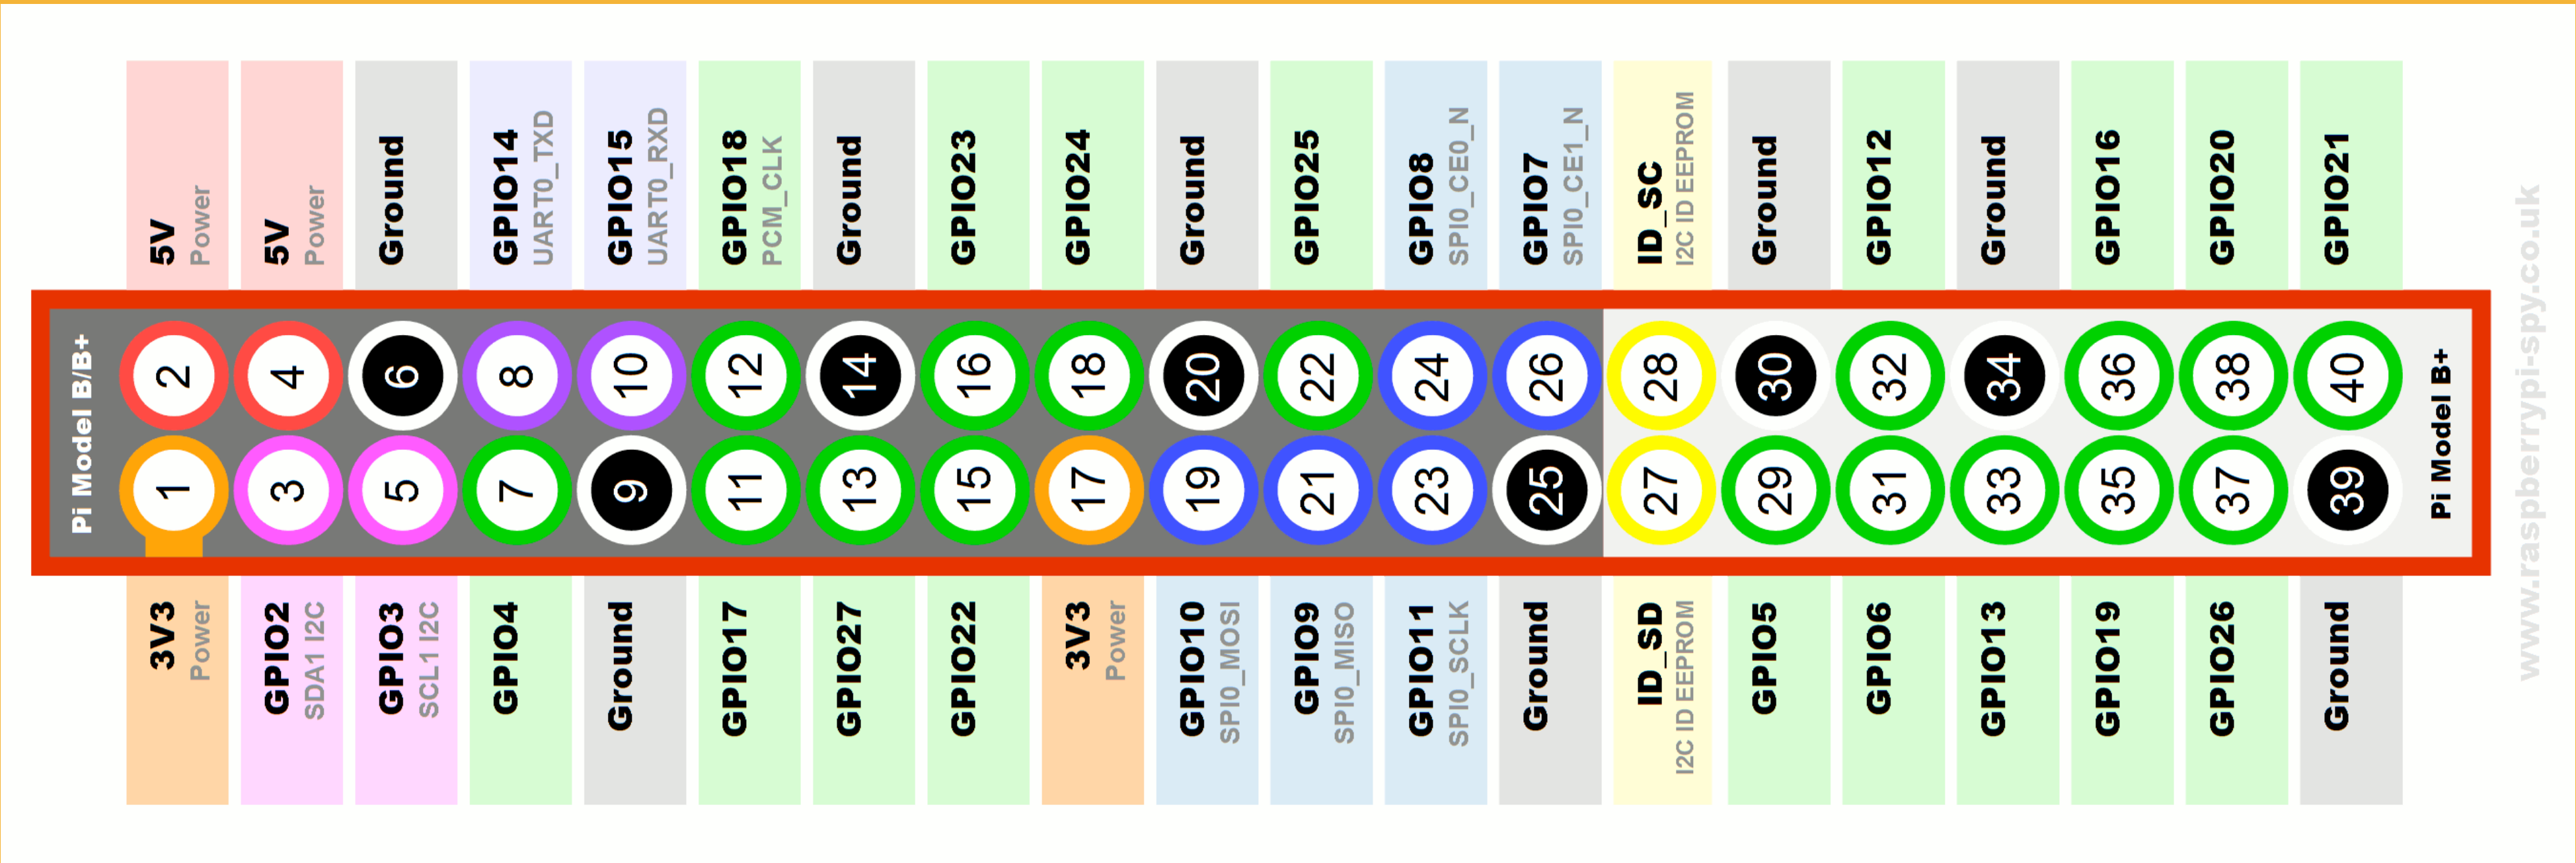 5V
Power
5V
Power
Ground
GPIO14
UART0_TXD
GPIO15
UART0_RXD
GPIO18
PCM_CLK
Ground
GPIO23
GPIO24
Ground
GPIO25
GPIO8
SPI0_CE0_N
GPIO7
SPI0_CE1_N
ID_SC
I2C ID EEPROM
Ground
GPIO12
Ground
GPIO16
GPIO20
GPIO21
Pi Model B/B+
2
4
6
8
10
12
14
16
18
20
22
24
26
28
30
32
34
36
38
40
1
3
5
7
9
11
13
15
17
19
21
23
25
27
29
31
33
35
37
39
Pi Model B+
3V3
Power
GPIO2
SDA1 I2C
GPIO3
SCL1 I2C
GPIO4
Ground
GPIO17
GPIO27
GPIO22
3V3
Power
GPIO10
SPI0_MOSI
GPIO9
SPI0_MISO
GPIO11
SPI0_SCLK
Ground
ID_SD
I2C ID EEPROM
GPIO5
GPIO6
GPIO13
GPIO19
GPIO26
Ground
www.raspberrypi-spy.co.uk